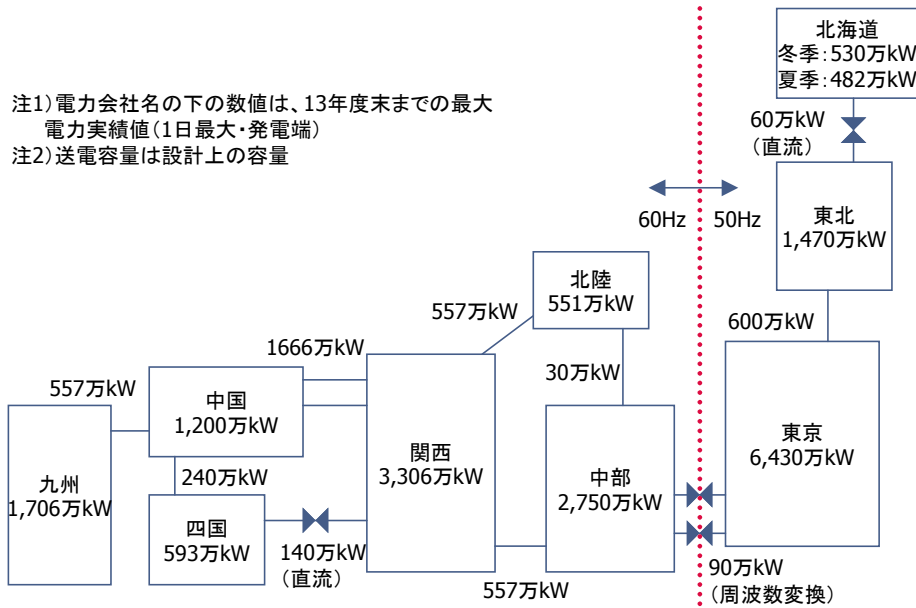 北海道
冬季：530万kW
夏季：482万kW
注1)電力会社名の下の数値は、13年度末までの最大
電力実績値(1日最大・発電端)
注2)送電容量は設計上の容量
60万kW
(直流)
60Hz
50Hz
東北
1,470万kW
北陸
551万kW
557万kW
600万kW
1666万kW
30万kW
557万kW
中国
1,200万kW
関西
3,306万kW
東京
6,430万kW
中部
2,750万kW
九州
1,706万kW
240万kW
四国
593万kW
140万kW
(直流)
557万kW
90万kW
(周波数変換)